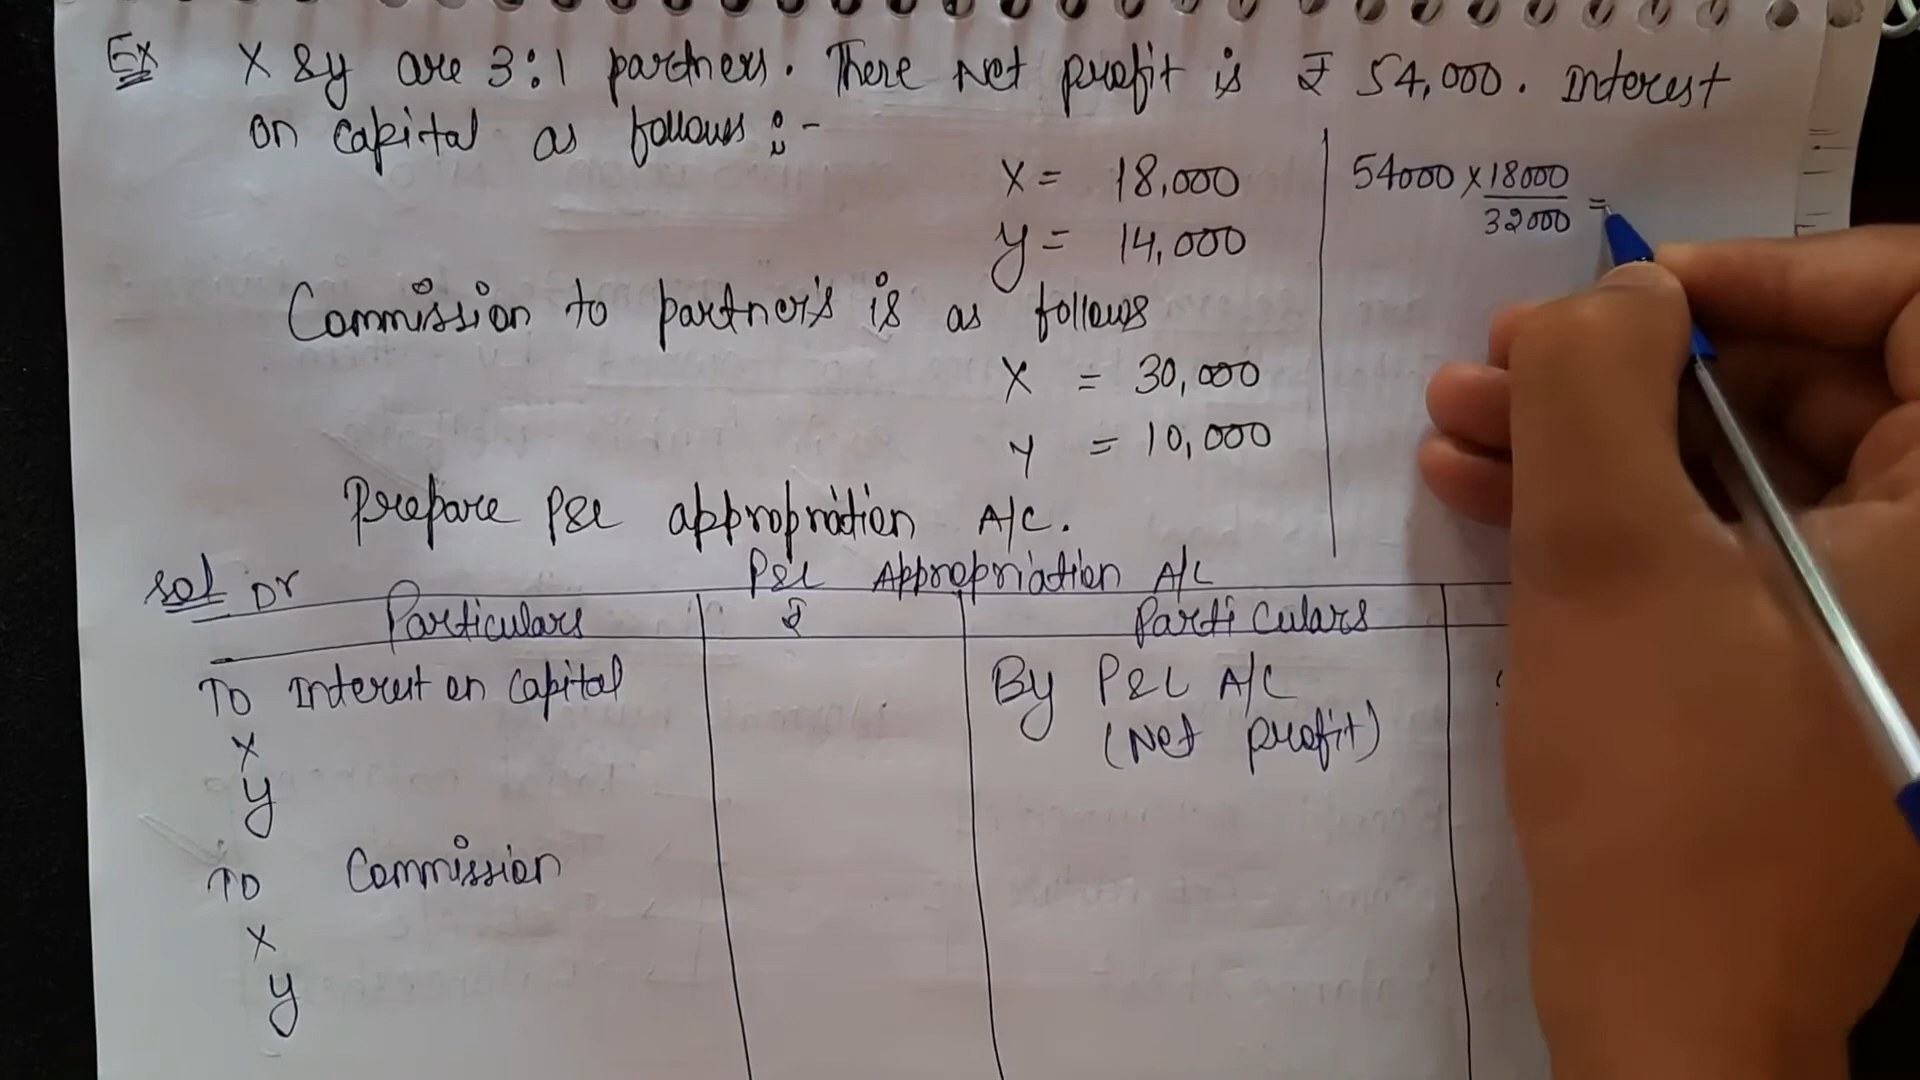 Ex X & y are 3:1 partners. There Net profit is ₹ 54,000. Interest
on capital as follows :-
X = 18,000
y = 14,000
54000 × 18000
32000 =
Commission to partner's is as follows
X = 30,000
Y = 10,000
Prepare P&L appropriation A/C.
Sol Dr P&L Appropriation A/C
Particulars ₹ Particulars
To Interest on capital By P&L A/C
(Net profit)
X
y
To Commission
X
y